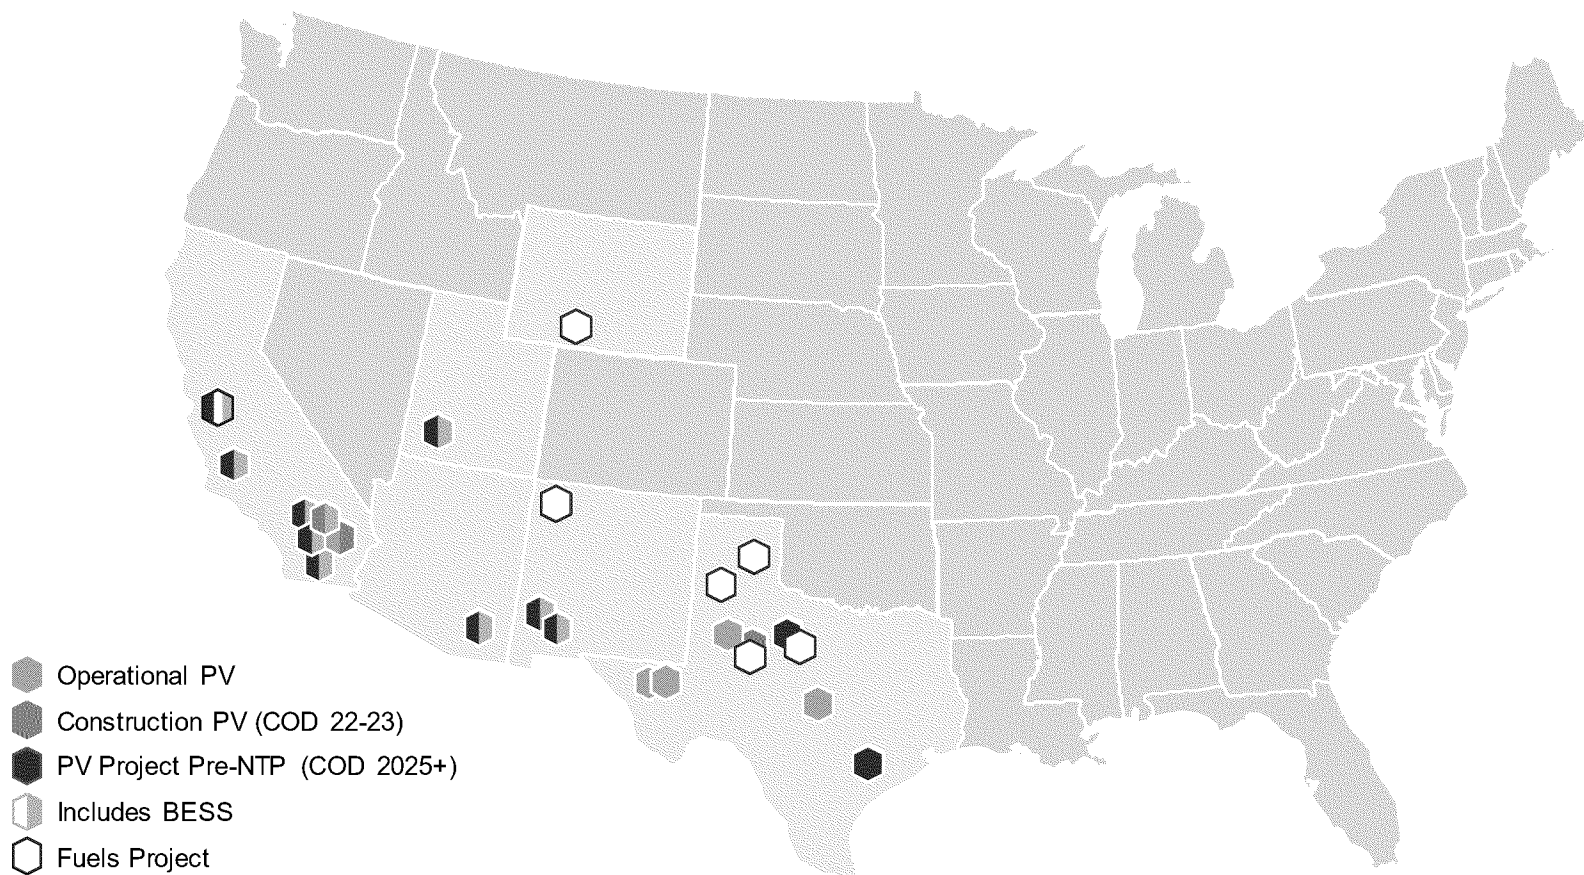 Operational PV
Construction PV (COD 22-23)
PV Project Pre-NTP (COD 2025+)
Includes BESS
Fuels Project